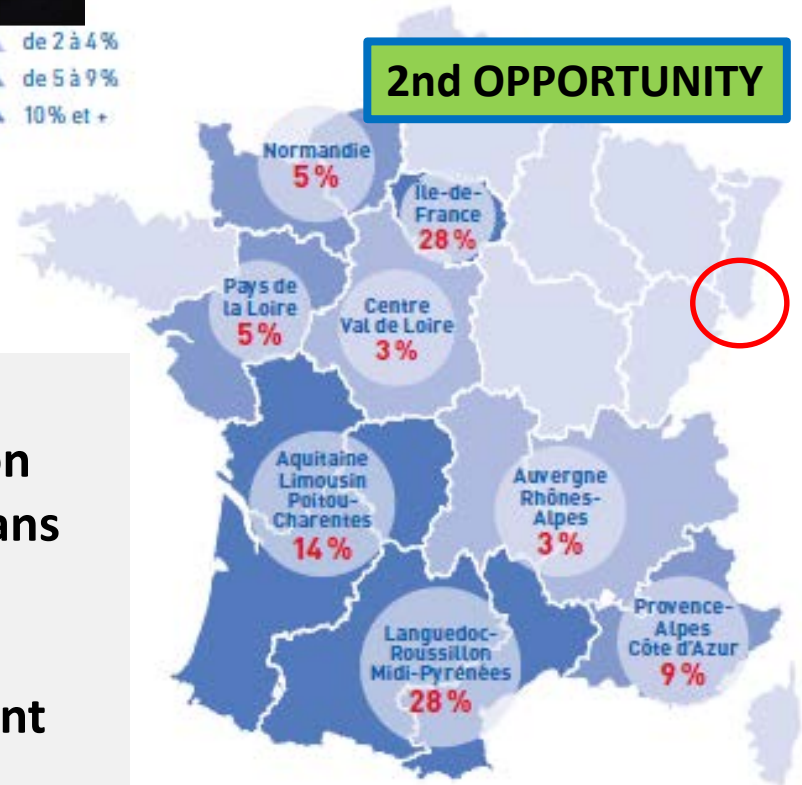 de 2 à 4%
de 5 à 9%
10% et +
2nd OPPORTUNITY
Normandie
5%
Ile-de-
France
28%
Pays de
la Loire
5%
Centre
Val de Loire
3%
Aquitaine
Limousin
Poitou-
Charentes
14%
Auvergne
Rhônes-
Alpes
3%
Languedoc-
Roussillon
Midi-Pyrénées
28%
Provence-
Alpes
Côte d'Azur
9%
on
ans
nt